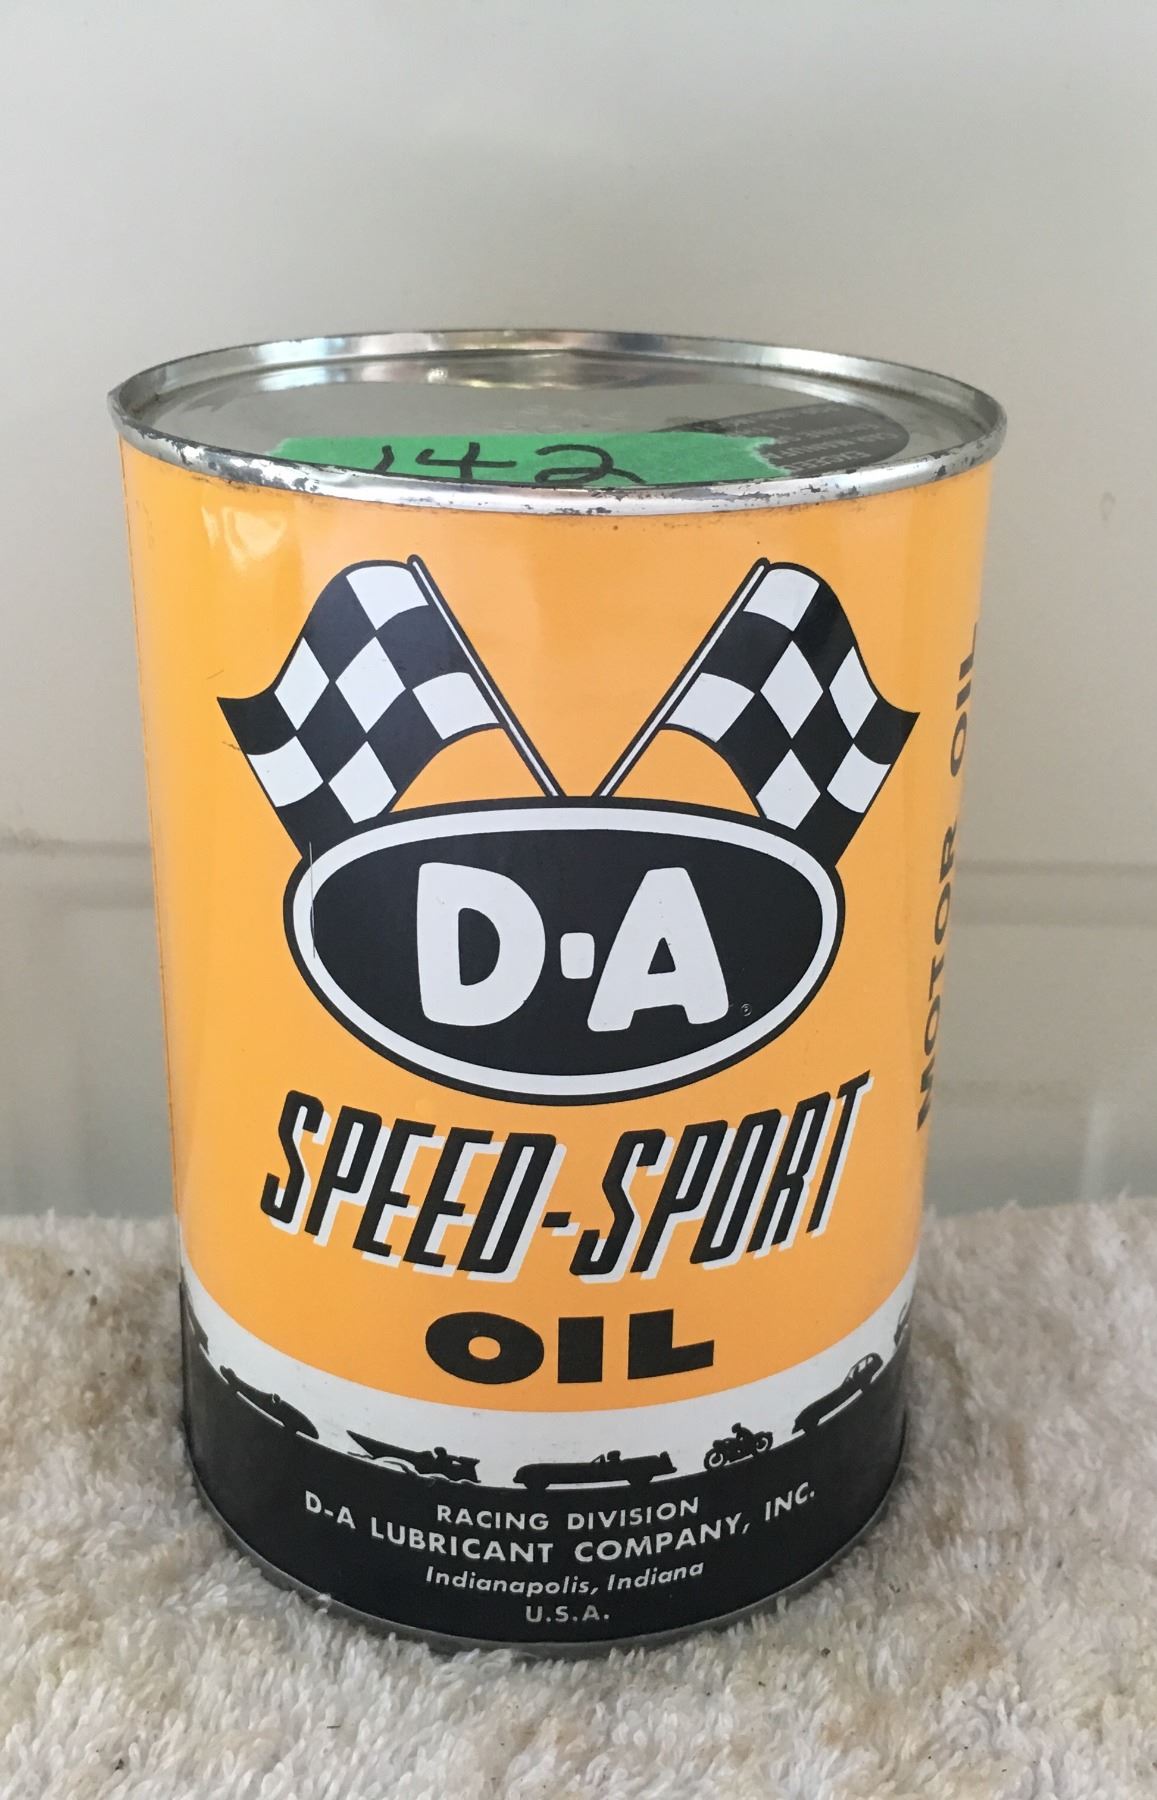 142
D-A
®
SPEED-SPORT
OIL
RACING DIVISION
D-A LUBRICANT COMPANY, INC.
Indianapolis, Indiana
U.S.A.
MOTOR OIL